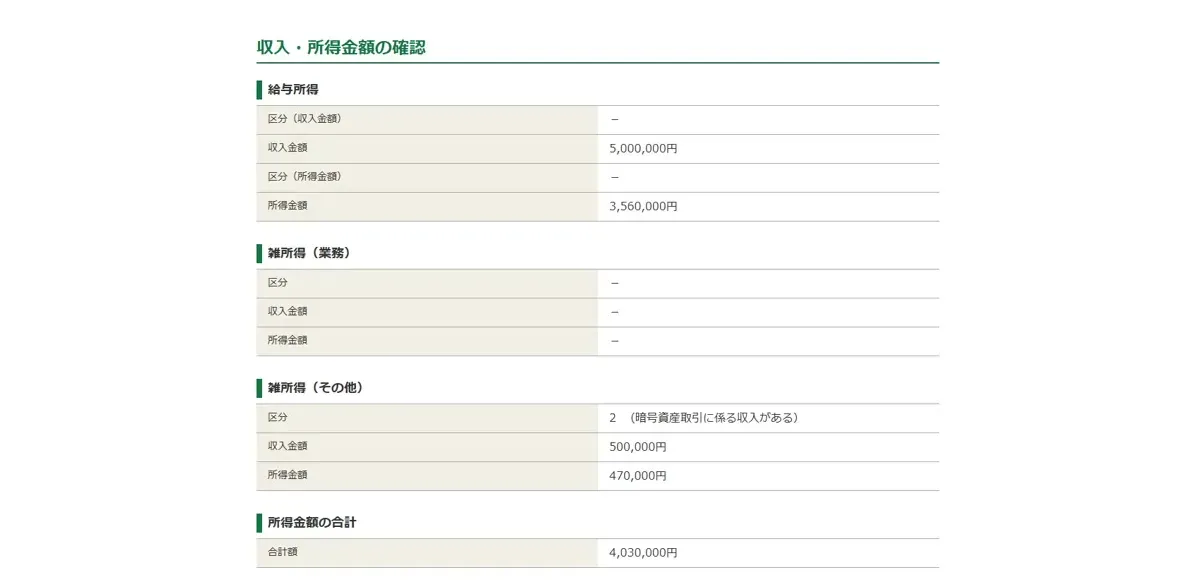 収入・所得金額の確認
給与所得
区分（収入金額） －
収入金額 5,000,000円
区分（所得金額） －
所得金額 3,560,000円
雑所得（業務）
区分 －
収入金額 －
所得金額 －
雑所得（その他）
区分 2 （暗号資産取引に係る収入がある）
収入金額 500,000円
所得金額 470,000円
所得金額の合計
合計額 4,030,000円